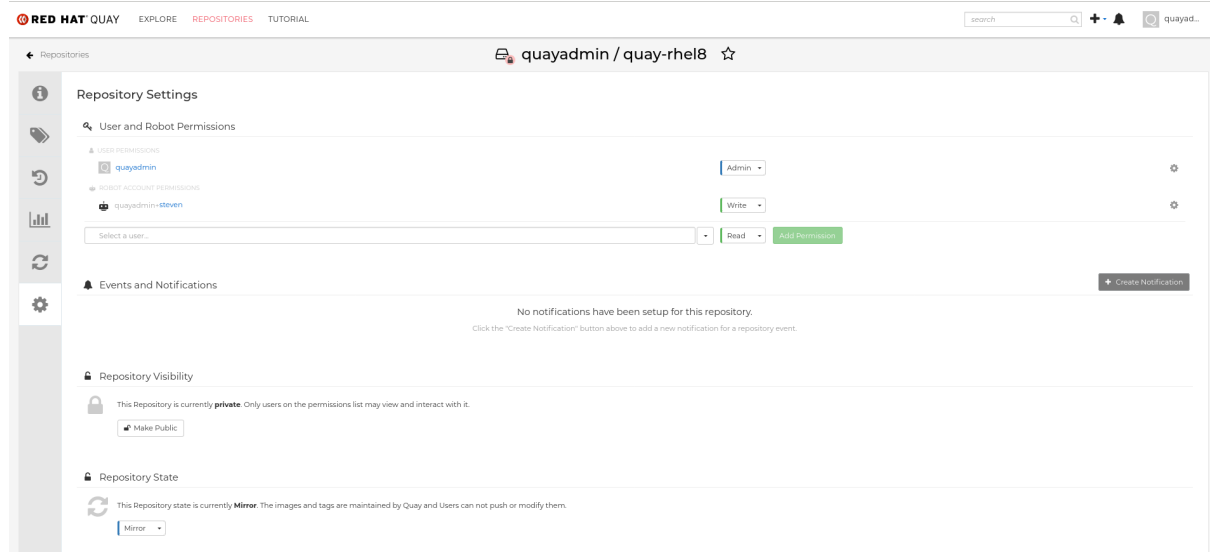 RED HAT QUAY EXPLORE REPOSITORIES TUTORIAL search quayad...
Repositories quayadmin / quay-rhel8
Repository Settings
User and Robot Permissions
USER PERMISSIONS
quayadmin Admin
ROBOT ACCOUNT PERMISSIONS
quayadmin+steven Write
Select a user... Read Add Permission
Events and Notifications + Create Notification
No notifications have been setup for this repository.
Click the "Create Notification" button above to add a new notification for a repository event.
Repository Visibility
This Repository is currently private. Only users on the permissions list may view and interact with it.
Make Public
Repository State
This Repository state is currently Mirror. The images and tags are maintained by Quay and Users can not push or modify them.
Mirror